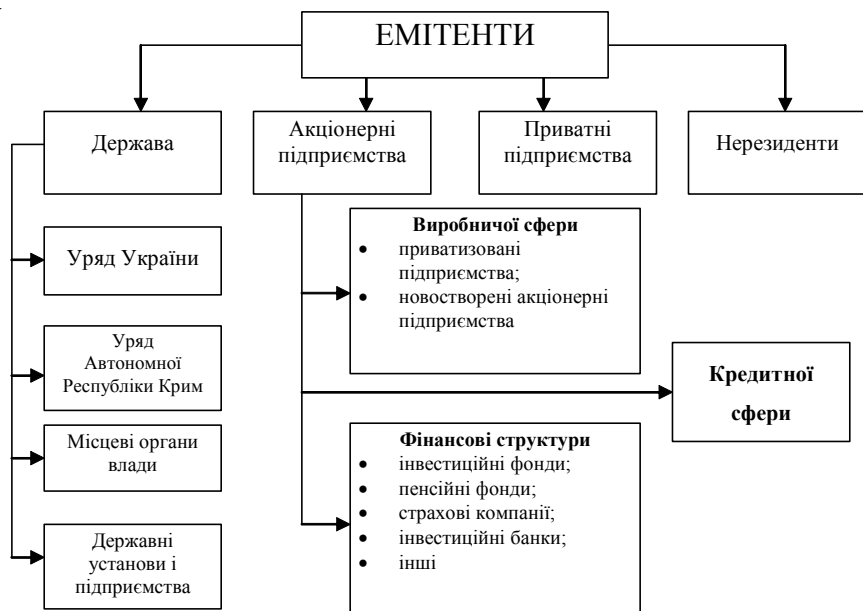 ЕМІТЕНТИ
Держава
Акціонерні
підприємства
Приватні
підприємства
Нерезиденти
Уряд України
Уряд
Автономної
Республіки Крим
Місцеві органи
влади
Державні
установи і
підприємства
Виробничої сфери
• приватизовані
підприємства;
• новостворені акціонерні
підприємства
Кредитної
сфери
Фінансові структури
• інвестиційні фонди;
• пенсійні фонди;
• страхові компанії;
• інвестиційні банки;
• інші